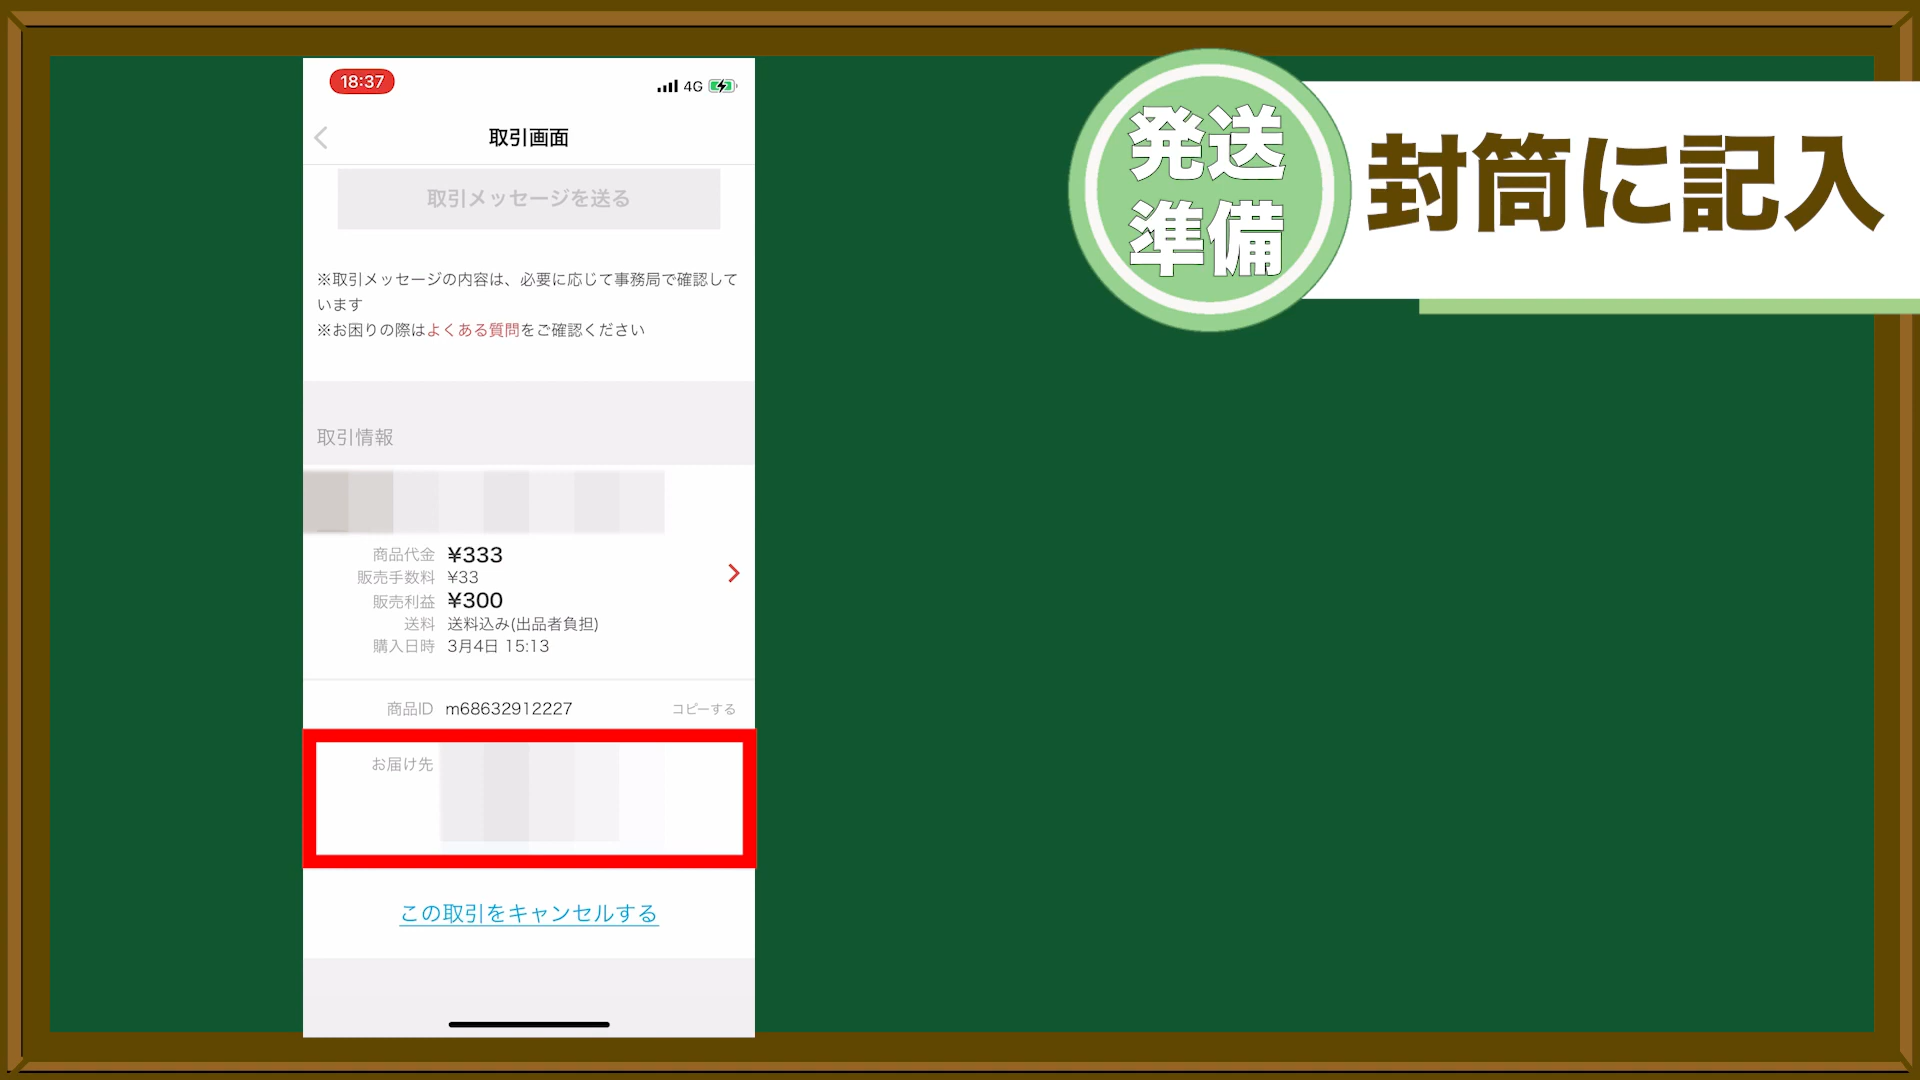 18:37
4G
取引画面
取引メッセージを送る
※取引メッセージの内容は、必要に応じて事務局で確認して
います
※お困りの際はよくある質問をご確認ください
取引情報
商品代金 ¥333
販売手数料 ¥33
販売利益 ¥300
送料 送料込み(出品者負担)
購入日時 3月4日 15:13
商品ID m68632912227 コピーする
お届け先
この取引をキャンセルする
発送
準備
封筒に記入